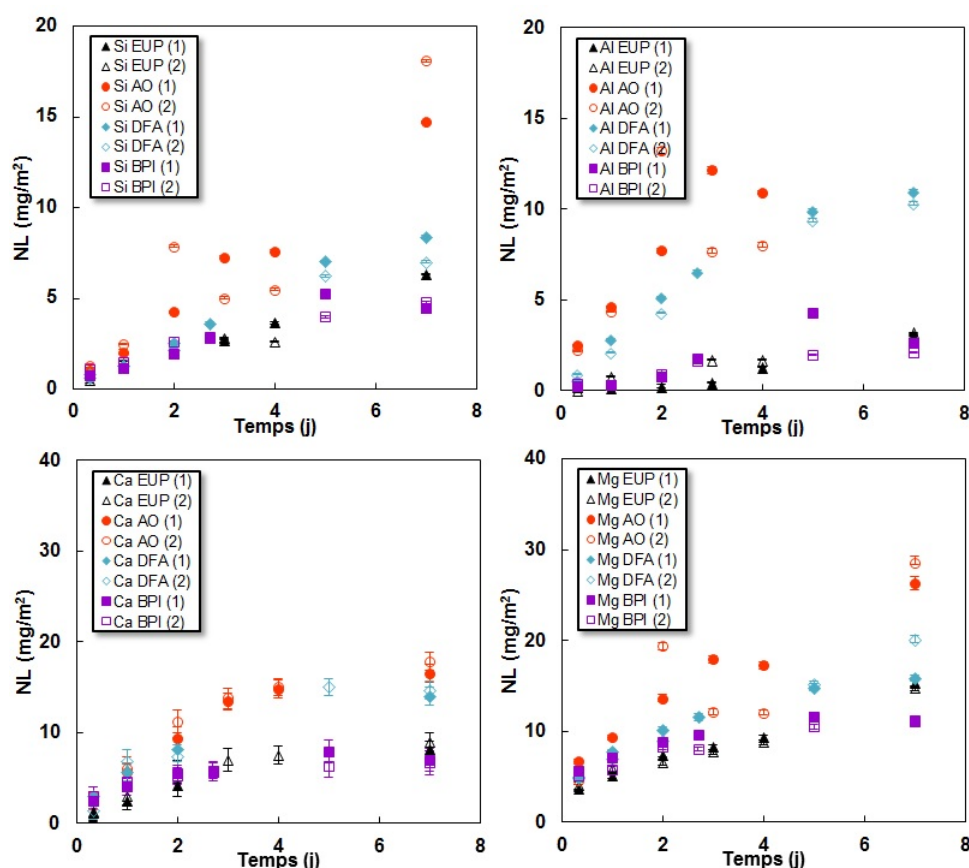 20
15
10
5
0
NL (mg/m²)
Si EUP (1)
Si EUP (2)
Si AO (1)
Si AO (2)
Si DFA (1)
Si DFA (2)
Si BPI (1)
Si BPI (2)
0 2 4 6 8
Temps (j)
20
15
10
5
0
NL (mg/m²)
Al EUP (1)
Al EUP (2)
Al AO (1)
Al AO (2)
Al DFA (1)
Al DFA (2)
Al BPI (1)
Al BPI (2)
0 2 4 6 8
Temps (j)
40
30
20
10
0
NL (mg/m²)
Ca EUP (1)
Ca EUP (2)
Ca AO (1)
Ca AO (2)
Ca DFA (1)
Ca DFA (2)
Ca BPI (1)
Ca BPI (2)
0 2 4 6 8
Temps (j)
40
30
20
10
0
NL (mg/m²)
Mg EUP (1)
Mg EUP (2)
Mg AO (1)
Mg AO (2)
Mg DFA (1)
Mg DFA (2)
Mg BPI (1)
Mg BPI (2)
0 2 4 6 8
Temps (j)